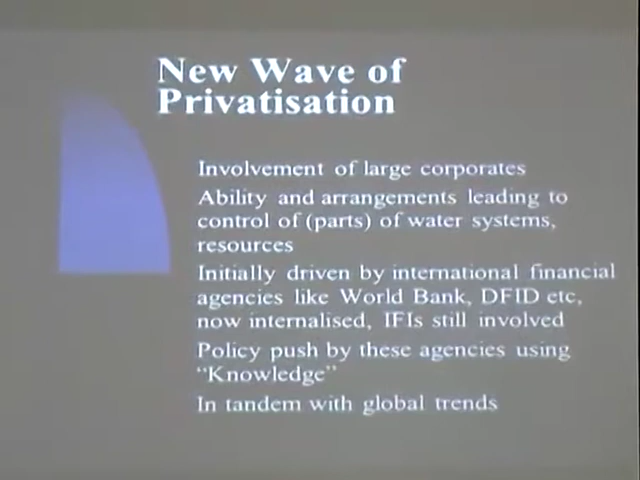 New Wave of
Privatisation
Involvement of large corporates
Ability and arrangements leading to
control of (parts) of water systems,
resources
Initially driven by international financial
agencies like World Bank, DFID etc,
now internalised, IFIs still involved
Policy push by these agencies using
“Knowledge”
In tandem with global trends